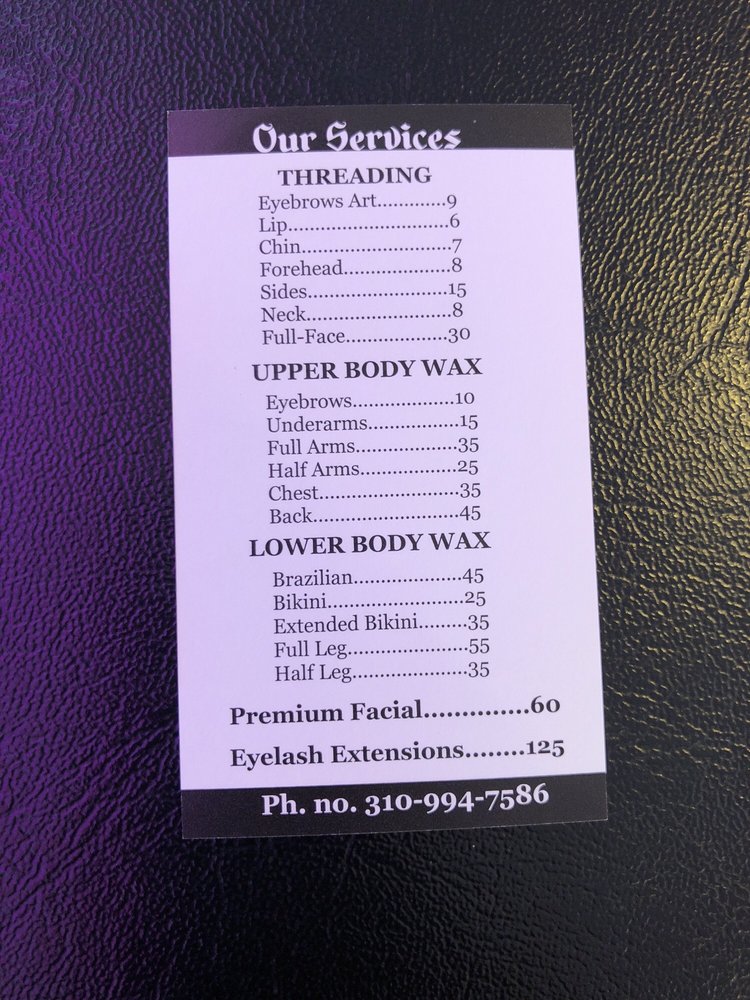 Our Services
THREADING
Eyebrows Art............9
Lip.............................6
Chin...........................7
Forehead...................8
Sides.........................15
Neck..........................8
Full-Face..................30
UPPER BODY WAX
Eyebrows..................10
Underarms................15
Full Arms..................35
Half Arms.................25
Chest.........................35
Back..........................45
LOWER BODY WAX
Brazilian...................45
Bikini........................25
Extended Bikini.........35
Full Leg.....................55
Half Leg....................35
Premium Facial..............60
Eyelash Extensions........125
Ph. no. 310-994-7586